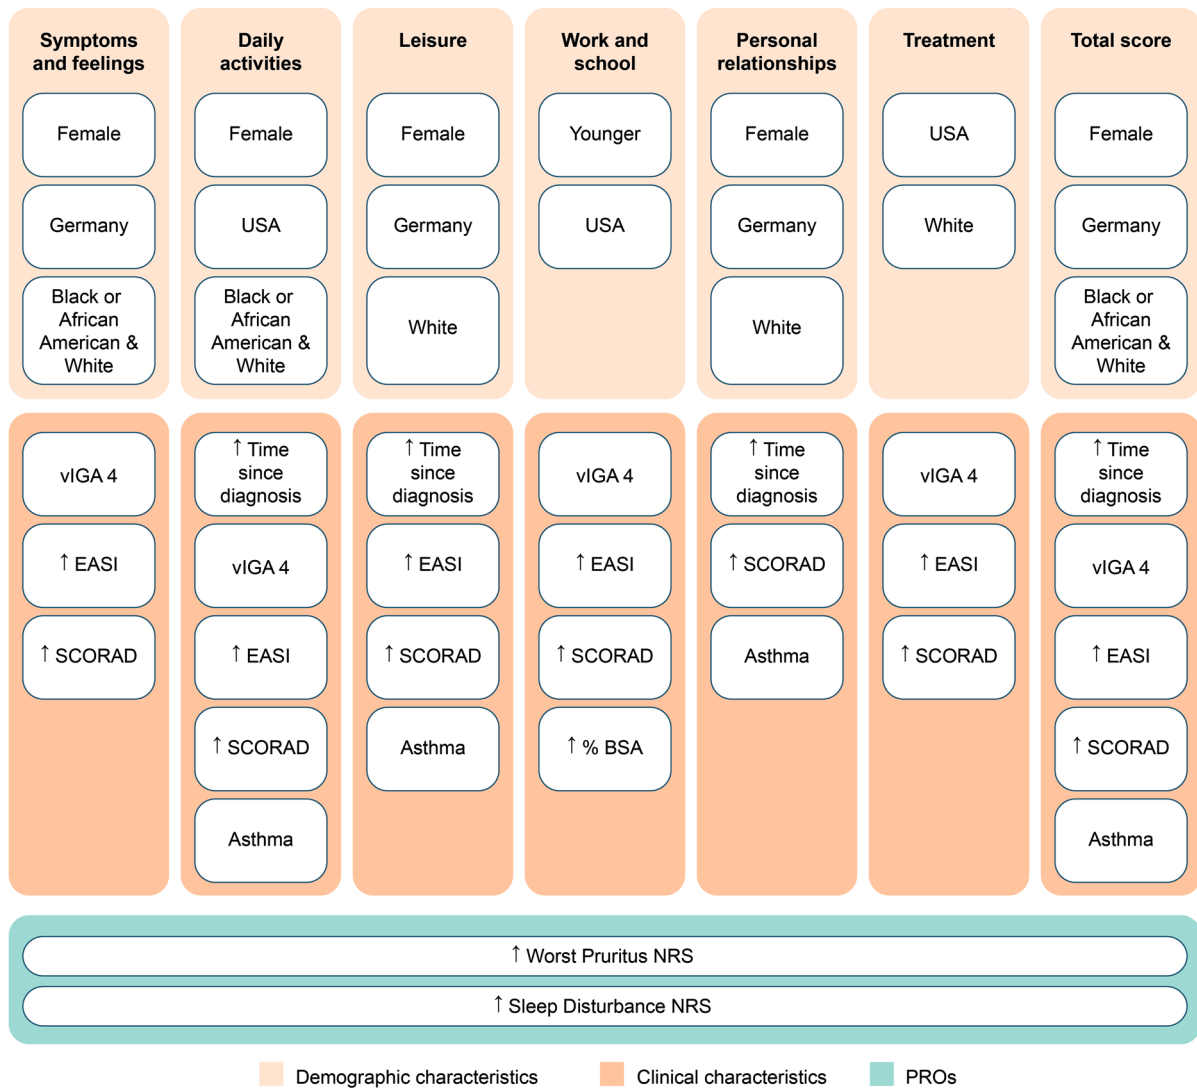 Symptoms
and feelings
Female
Germany
Black or
African
American &
White
vIGA 4
↑ EASI
↑ SCORAD
Daily
activities
Female
USA
Black or
African
American &
White
↑ Time
since
diagnosis
vIGA 4
↑ EASI
↑ SCORAD
Asthma
Leisure
Female
Germany
White
↑ Time
since
diagnosis
↑ EASI
↑ SCORAD
Asthma
Work and
school
Younger
USA
vIGA 4
↑ EASI
↑ SCORAD
↑ % BSA
Personal
relationships
Female
Germany
White
↑ Time
since
diagnosis
↑ SCORAD
Asthma
Treatment
USA
White
vIGA 4
↑ EASI
↑ SCORAD
Total score
Female
Germany
Black or
African
American &
White
↑ Time
since
diagnosis
vIGA 4
↑ EASI
↑ SCORAD
Asthma
↑ Worst Pruritus NRS
↑ Sleep Disturbance NRS
Demographic characteristics
Clinical characteristics
PROs